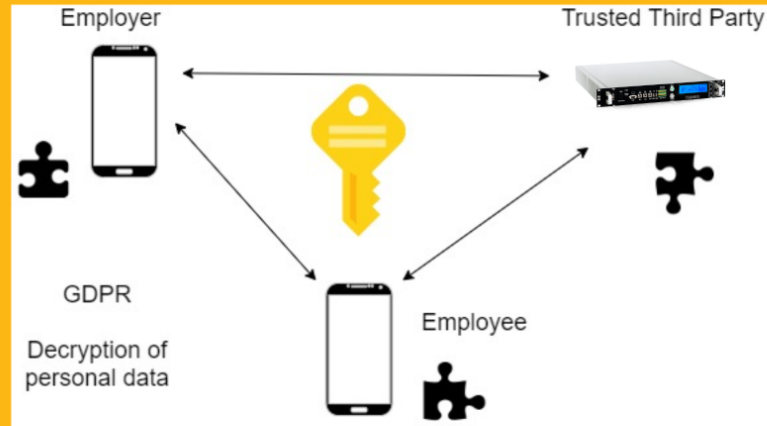 Employer
Trusted Third Party
GDPR
Employee
Decryption of
personal data